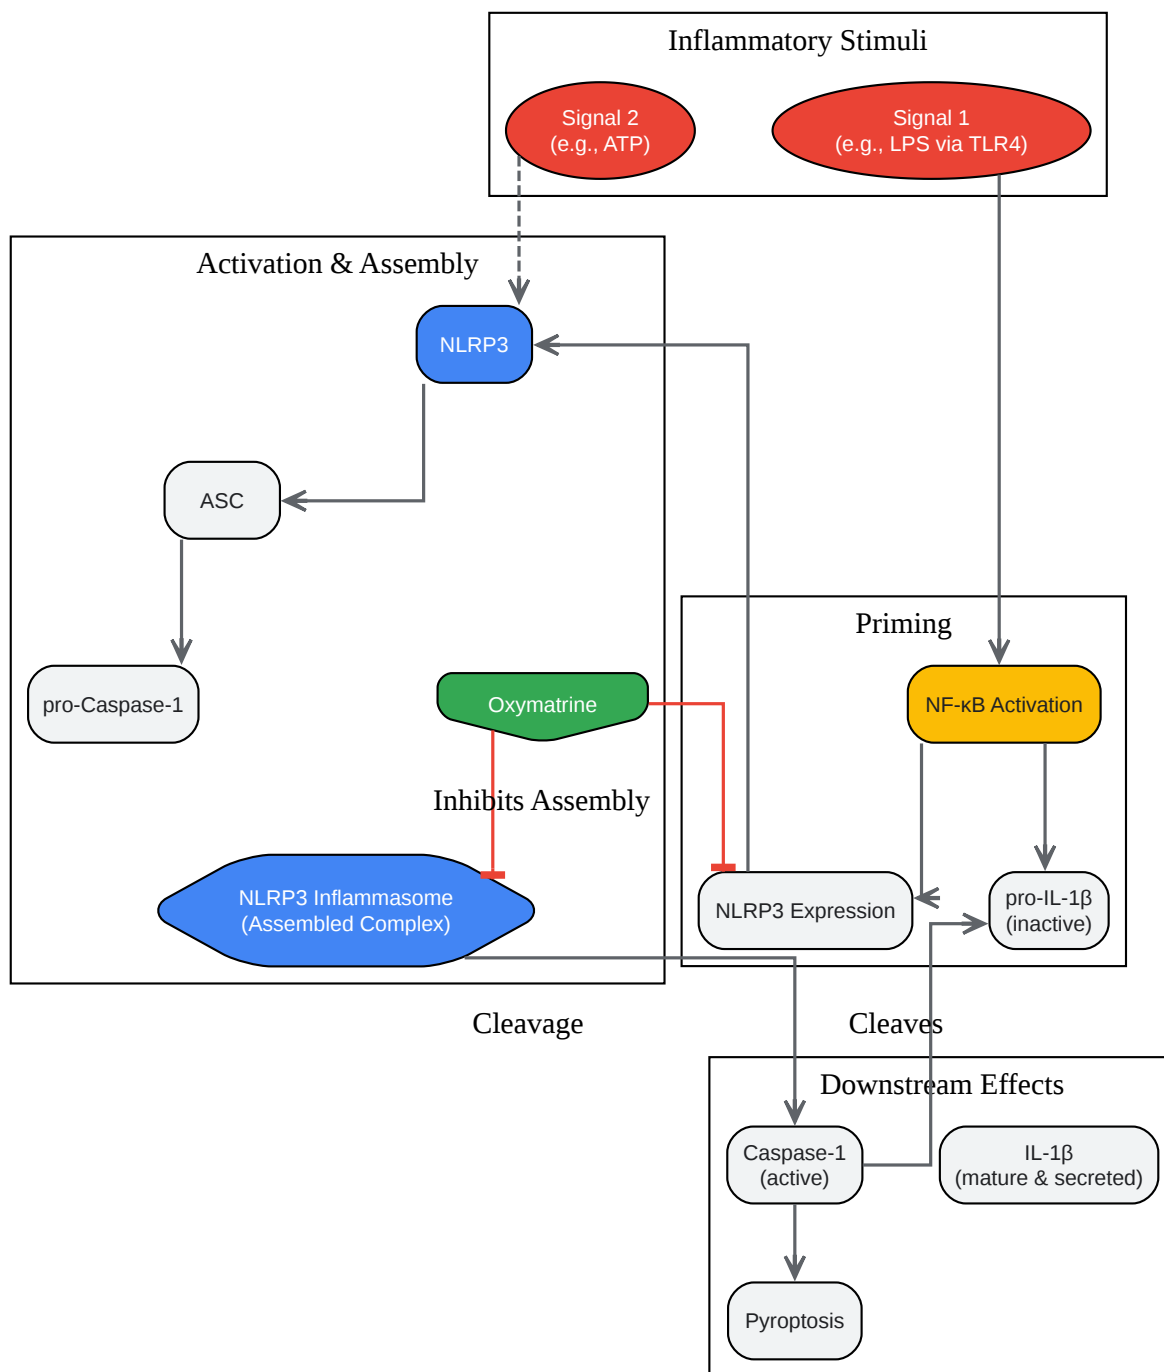 Inflammatory Stimuli
Signal 2
(e.g., ATP)
Signal 1
(e.g., LPS via TLR4)
Activation & Assembly
NLRP3
ASC
pro-Caspase-1
Oxymatrine
Inhibits Assembly
NLRP3 Inflammasome
(Assembled Complex)
Priming
NF-κB Activation
NLRP3 Expression
pro-IL-1β
(inactive)
Cleavage
Cleaves
Downstream Effects
Caspase-1
(active)
IL-1β
(mature & secreted)
Pyroptosis